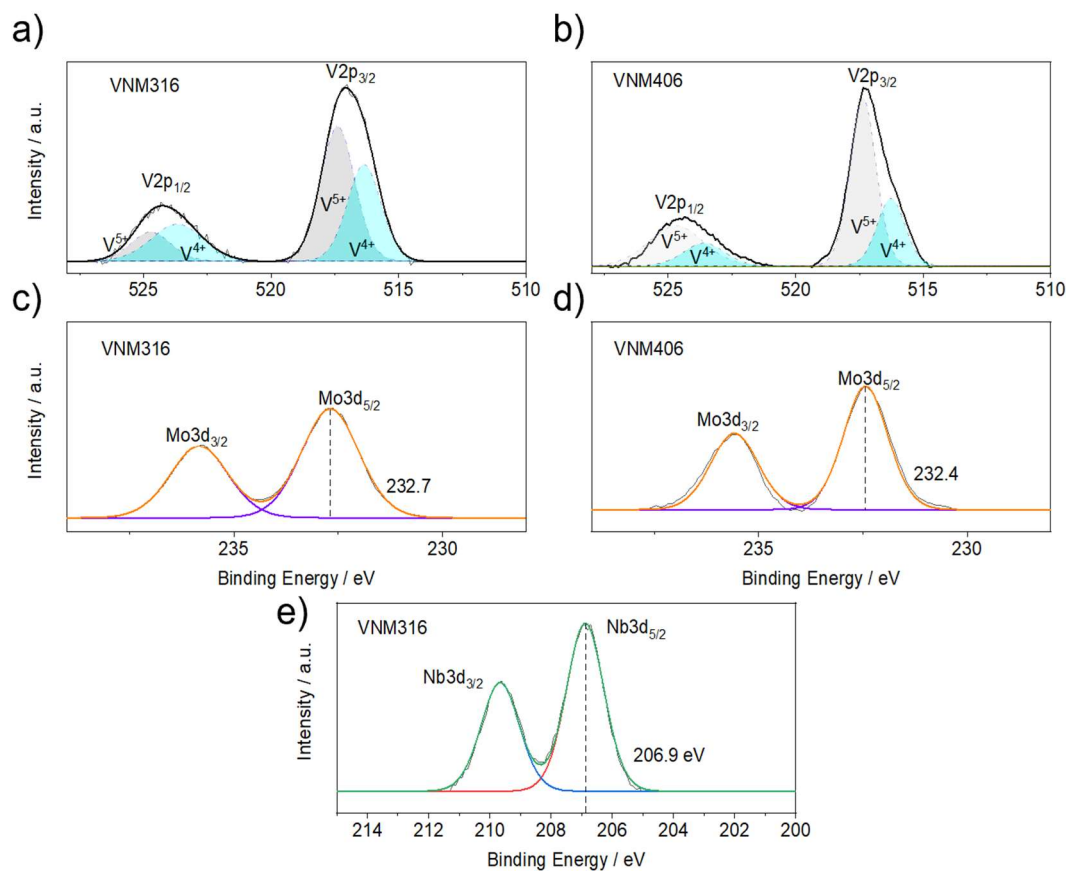 a)
VNM316
V2p3/2
V2p1/2
V5+
V4+
V5+
V4+
Intensity / a.u.
525
520
515
510
b)
VNM406
V2p3/2
V2p1/2
V5+
V4+
V5+
V4+
525
520
515
510
c)
VNM316
Mo3d5/2
Mo3d3/2
232.7
Intensity / a.u.
235
230
Binding Energy / eV
d)
VNM406
Mo3d5/2
Mo3d3/2
232.4
235
230
Binding Energy / eV
e)
VNM316
Nb3d5/2
Nb3d3/2
206.9 eV
Intensity / a.u.
214 212 210 208 206 204 202 200
Binding Energy / eV